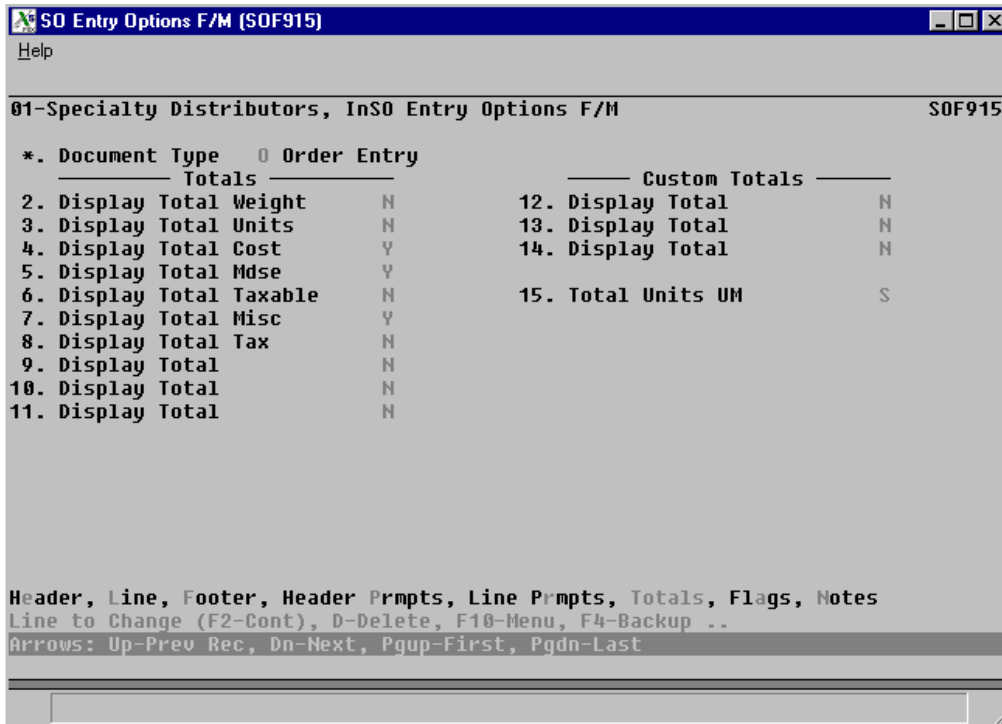 SO Entry Options F/M (SOF915)
Help
01-Specialty Distributors, InSO Entry Options F/M SOF915
*. Document Type O Order Entry
Totals Custom Totals
2. Display Total Weight N 12. Display Total N
3. Display Total Units N 13. Display Total N
4. Display Total Cost Y 14. Display Total N
5. Display Total Mdse Y
6. Display Total Taxable N 15. Total Units UM S
7. Display Total Misc Y
8. Display Total Tax N
9. Display Total N
10. Display Total N
11. Display Total N
Header, Line, Footer, Header Prmpts, Line Prmpts, Totals, Flags, Notes
Line to Change (F2-Cont), D-Delete, F10-Menu, F4-Backup ..
Arrows: Up-Prev Rec, Dn-Next, Pgup-First, Pgdn-Last